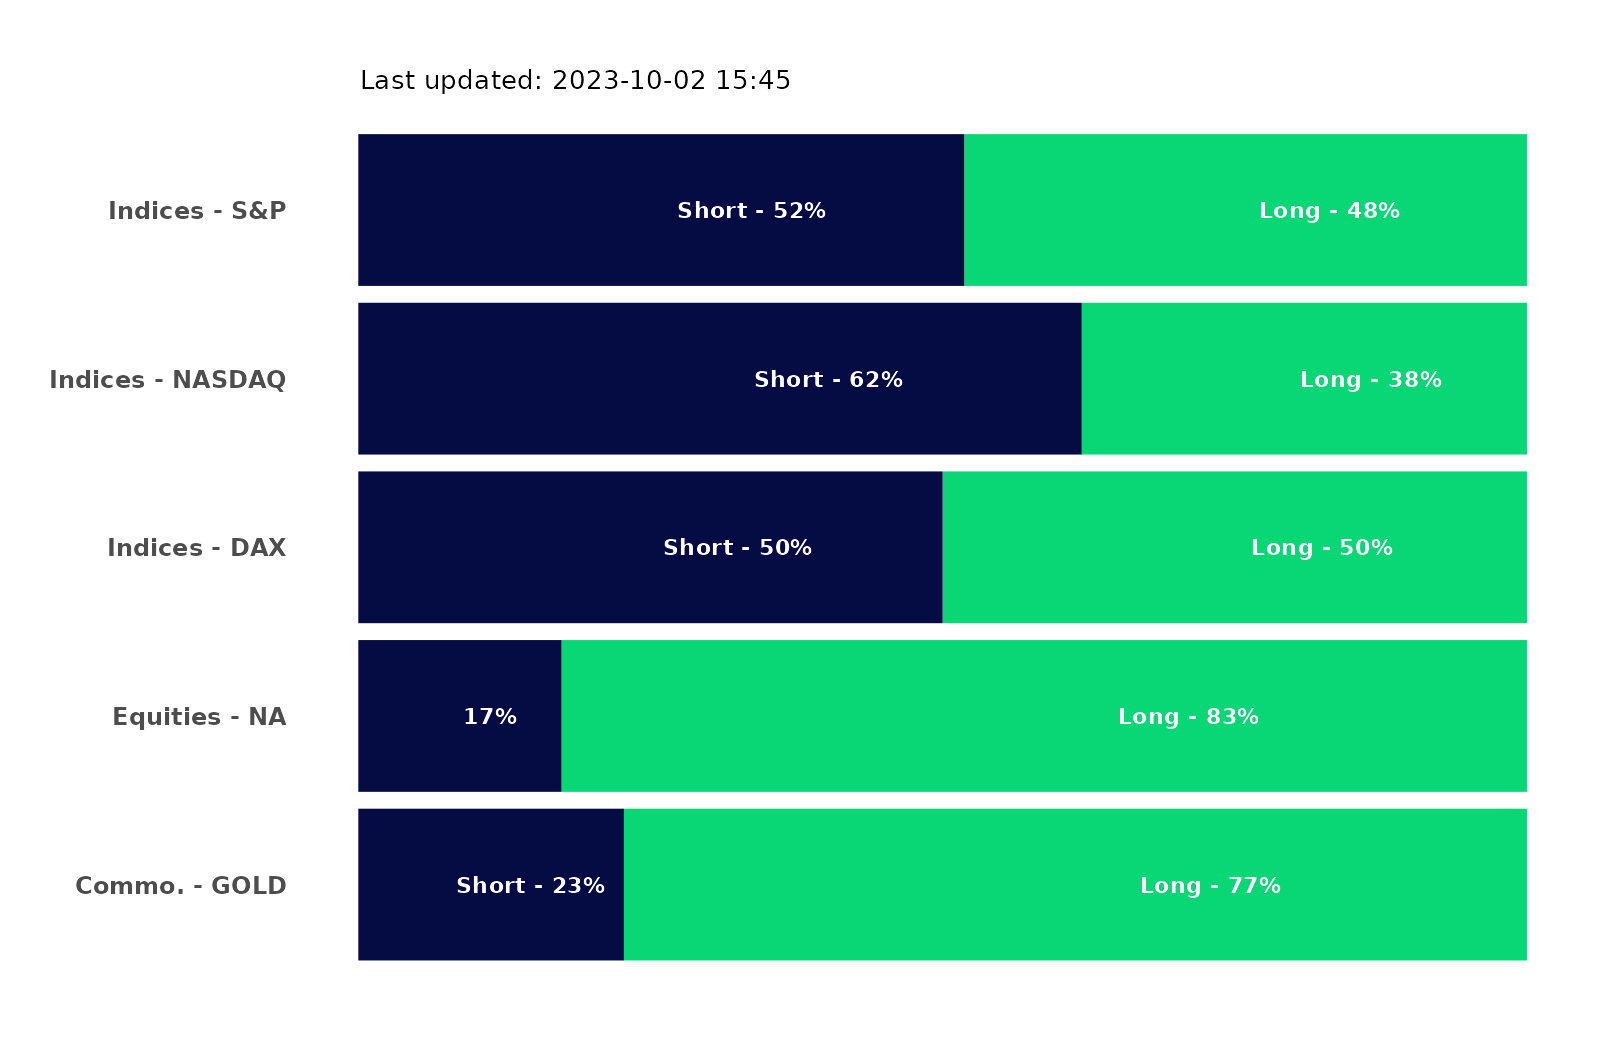 Last updated: 2023-10-02 15:45
Indices - S&P Short - 52% Long - 48%
Indices - NASDAQ Short - 62% Long - 38%
Indices - DAX Short - 50% Long - 50%
Equities - NA 17% Long - 83%
Commo. - GOLD Short - 23% Long - 77%